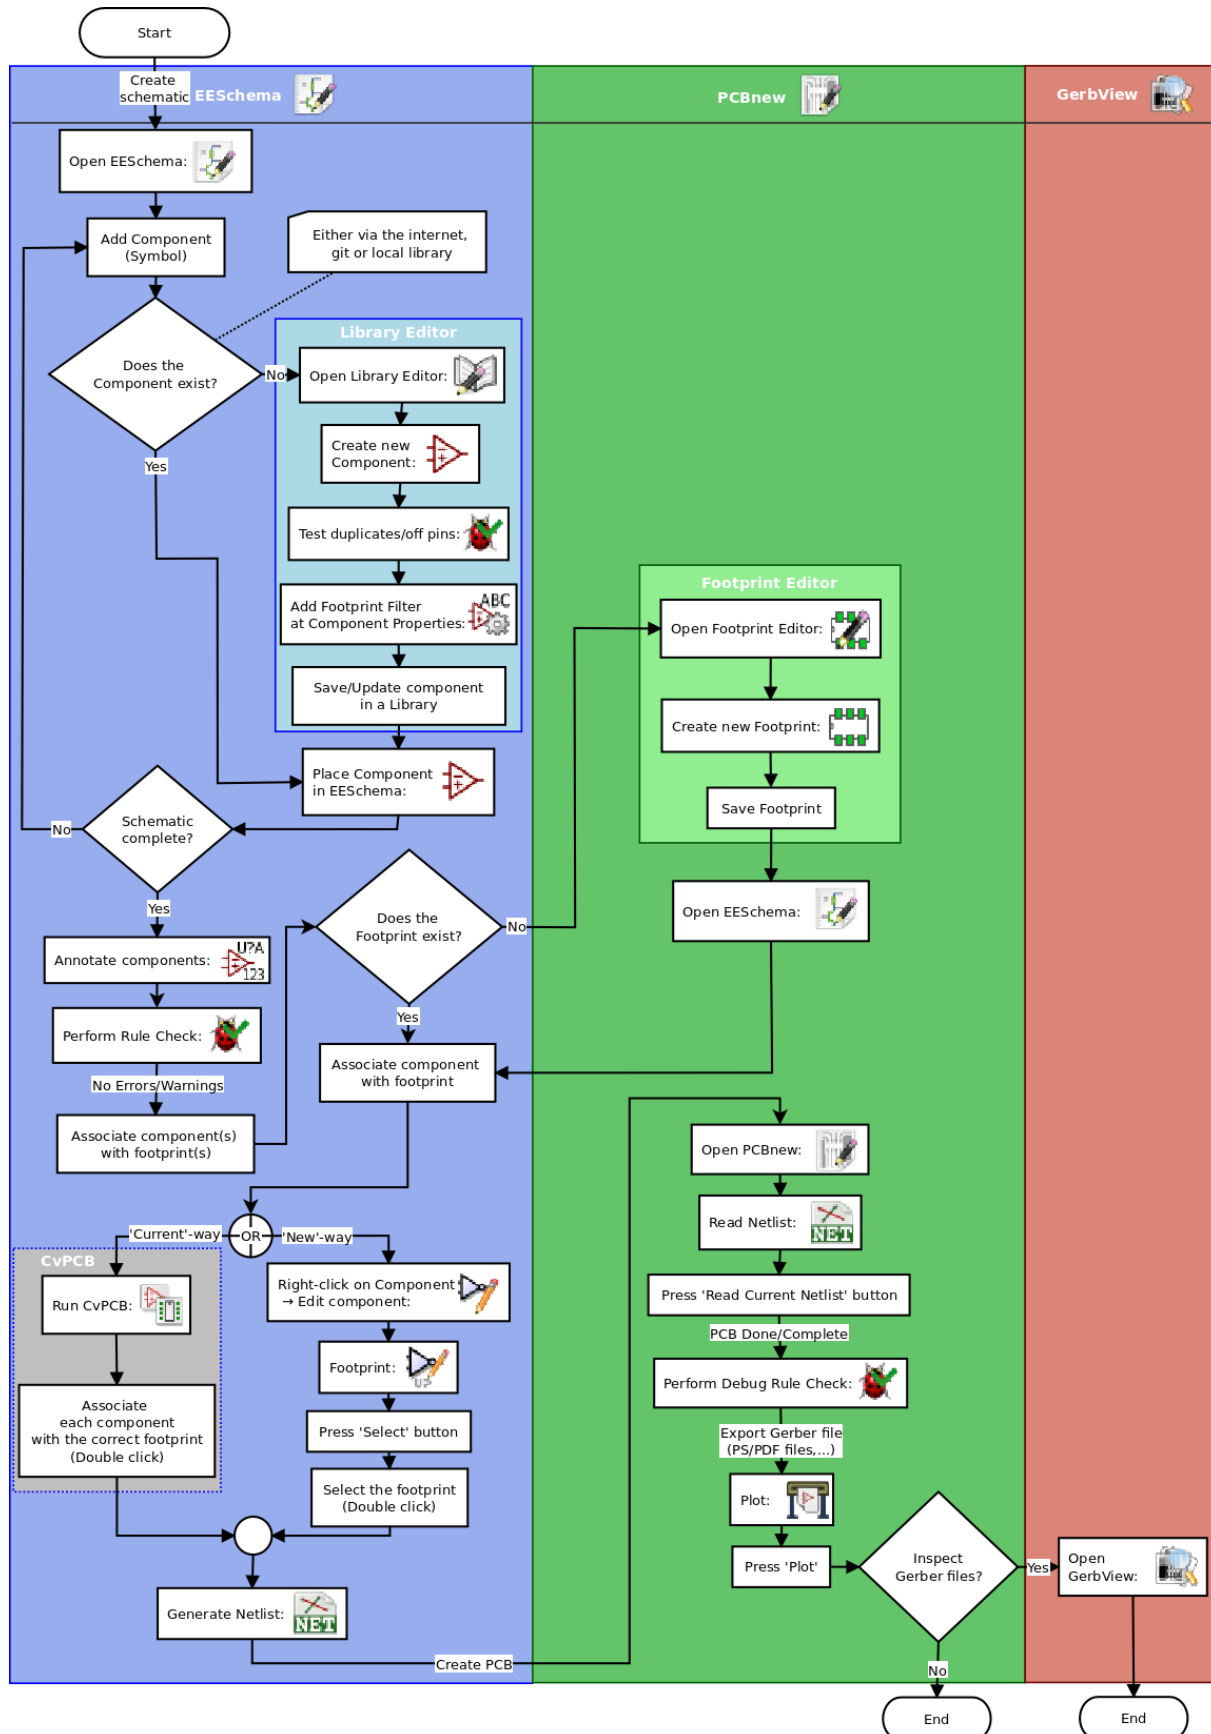 Start
Create
schematic
EESchema
PCBnew
GerbView
Open EESchema:
Add Component
(Symbol)
Either via the internet,
git or local library
Does the
Component exist?
No
Yes
Library Editor
Open Library Editor:
Create new
Component:
Test duplicates/off pins:
Add Footprint Filter
at Component Properties:
ABC
Save/Update component
in a Library
Place Component
in EESchema:
Schematic
complete?
No
Yes
Annotate components:
U?A
123
Perform Rule Check:
No Errors/Warnings
Associate component(s)
with footprint(s)
Does the
Footprint exist?
No
Yes
Footprint Editor
Open Footprint Editor:
Create new Footprint:
Save Footprint
Open EESchema:
Associate component
with footprint
OR
'Current'-way
'New'-way
CvPCB
Run CvPCB:
Associate
each component
with the correct footprint
(Double click)
Right-click on Component
→ Edit component:
Footprint:
Press 'Select' button
Select the footprint
(Double click)
Generate Netlist:
NET
Create PCB
Open PCBnew:
Read Netlist:
NET
Press 'Read Current Netlist' button
PCB Done/Complete
Perform Debug Rule Check:
Export Gerber file
(PS/PDF files,...)
Plot:
Press 'Plot'
Inspect
Gerber files?
Yes
No
Open
GerbView:
End
End